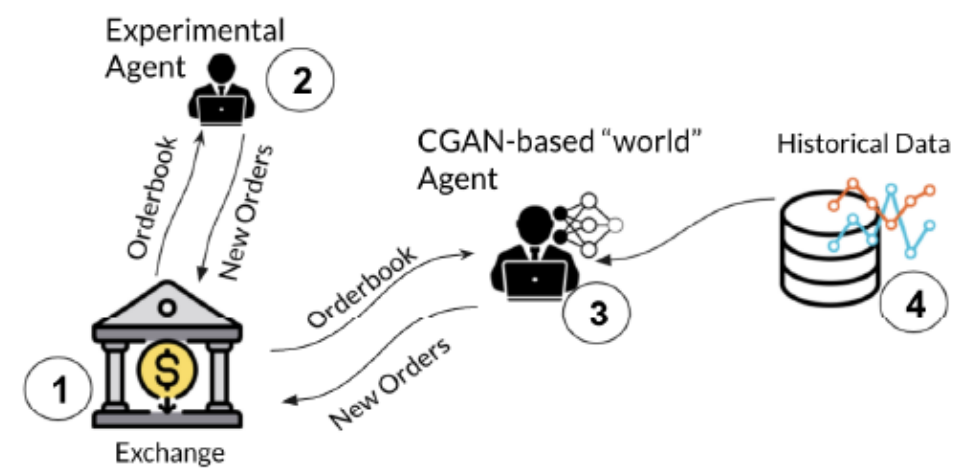 Experimental
Agent
2
Orderbook
New Orders
CGAN-based “world”
Agent
Historical Data
Orderbook
3
4
New Orders
1
$
Exchange